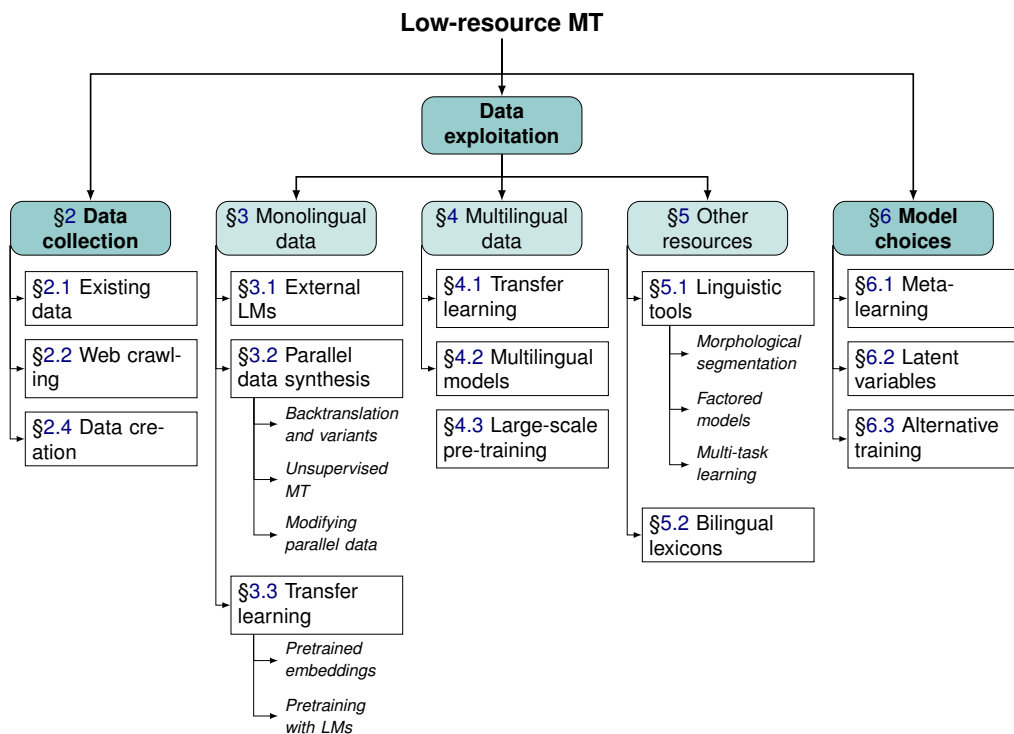 Low-resource MT
Data
exploitation
§2 Data
collection
§2.1 Existing
data
§2.2 Web crawl-
ing
§2.4 Data cre-
ation
§3 Monolingual
data
§3.1 External
LMs
§3.2 Parallel
data synthesis
Backtranslation
and variants
Unsupervised
MT
Modifying
parallel data
§3.3 Transfer
learning
Pretrained
embeddings
Pretraining
with LMs
§4 Multilingual
data
§4.1 Transfer
learning
§4.2 Multilingual
models
§4.3 Large-scale
pre-training
§5 Other
resources
§5.1 Linguistic
tools
Morphological
segmentation
Factored
models
Multi-task
learning
§5.2 Bilingual
lexicons
§6 Model
choices
§6.1 Meta-
learning
§6.2 Latent
variables
§6.3 Alternative
training